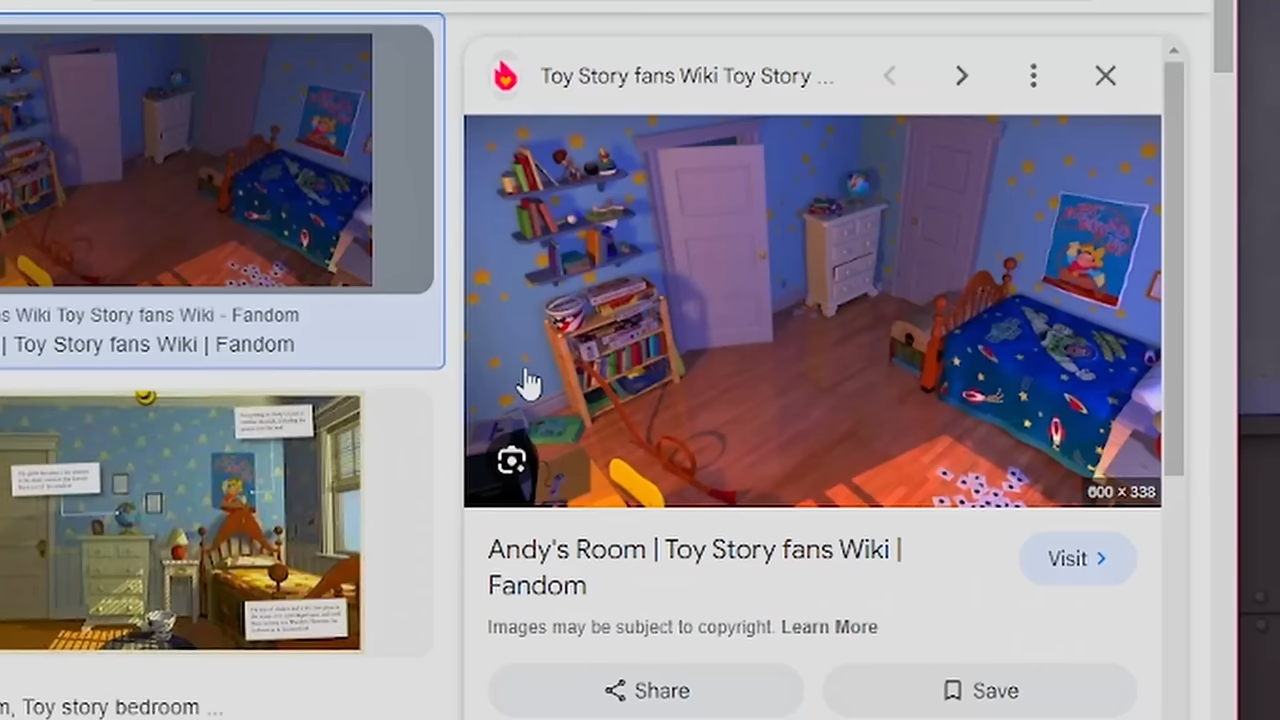 Toy Story fans Wiki Toy Story ...
600 × 338
s Wiki Toy Story fans Wiki - Fandom
| Toy Story fans Wiki | Fandom
Andy's Room | Toy Story fans Wiki |
Fandom
Visit
Images may be subject to copyright. Learn More
Share
Save
m, Toy story bedroom ...